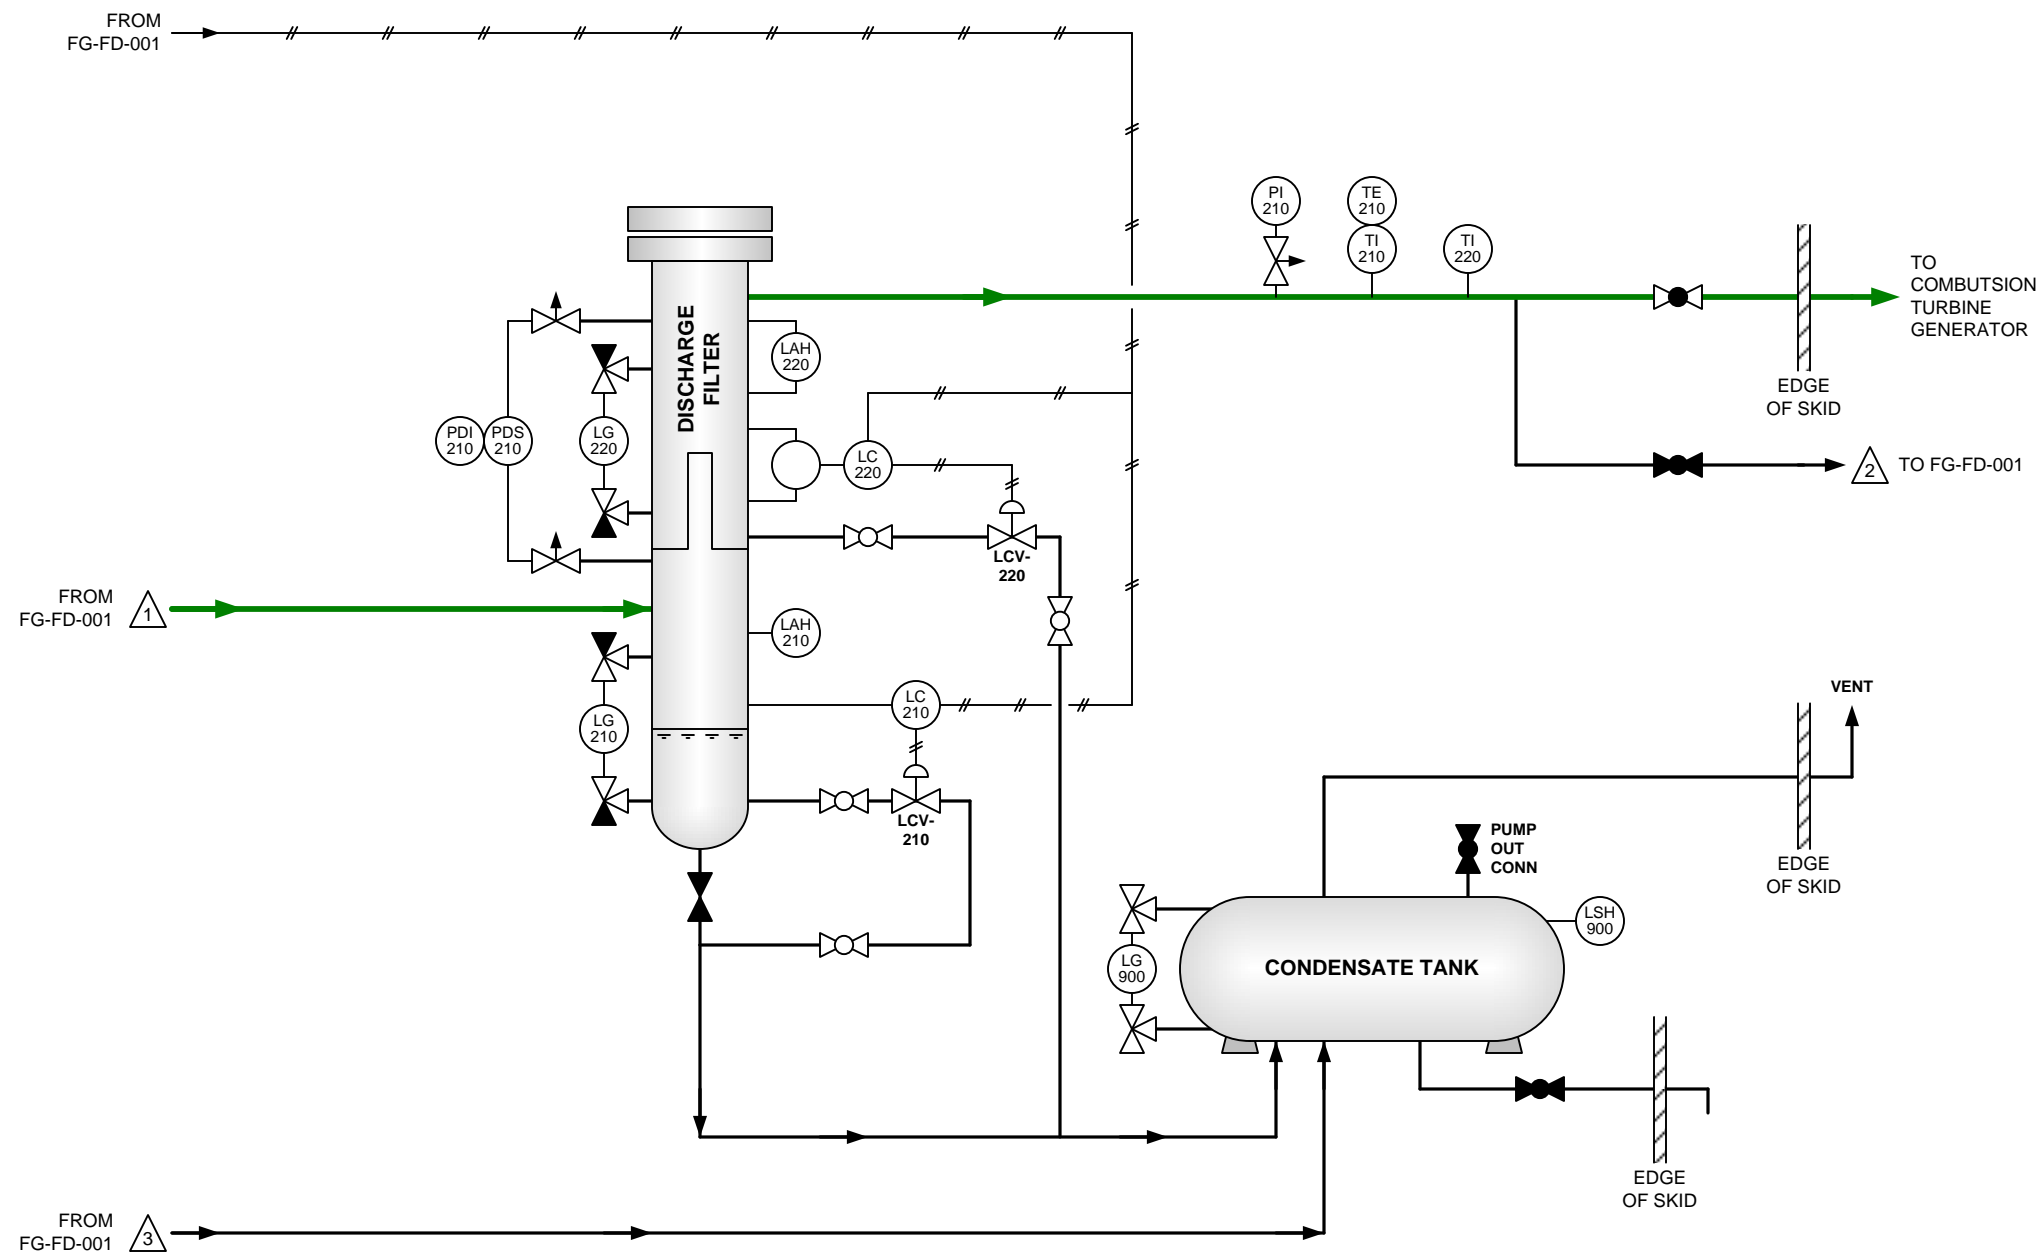 FROM
FG-FD-001
PI
210
TE
210
TI
210
TI
220
TO
COMBUTSION
TURBINE
GENERATOR
DISCHARGE
FILTER
LAH
220
EDGE
OF SKID
PDI
210
PDS
210
LG
220
LC
220
2
TO FG-FD-001
LCV-
220
FROM
FG-FD-001
1
LAH
210
LC
210
LG
210
VENT
LCV-
210
PUMP
OUT
CONN
EDGE
OF SKID
LSH
900
LG
900
CONDENSATE TANK
EDGE
OF SKID
FROM
FG-FD-001
3